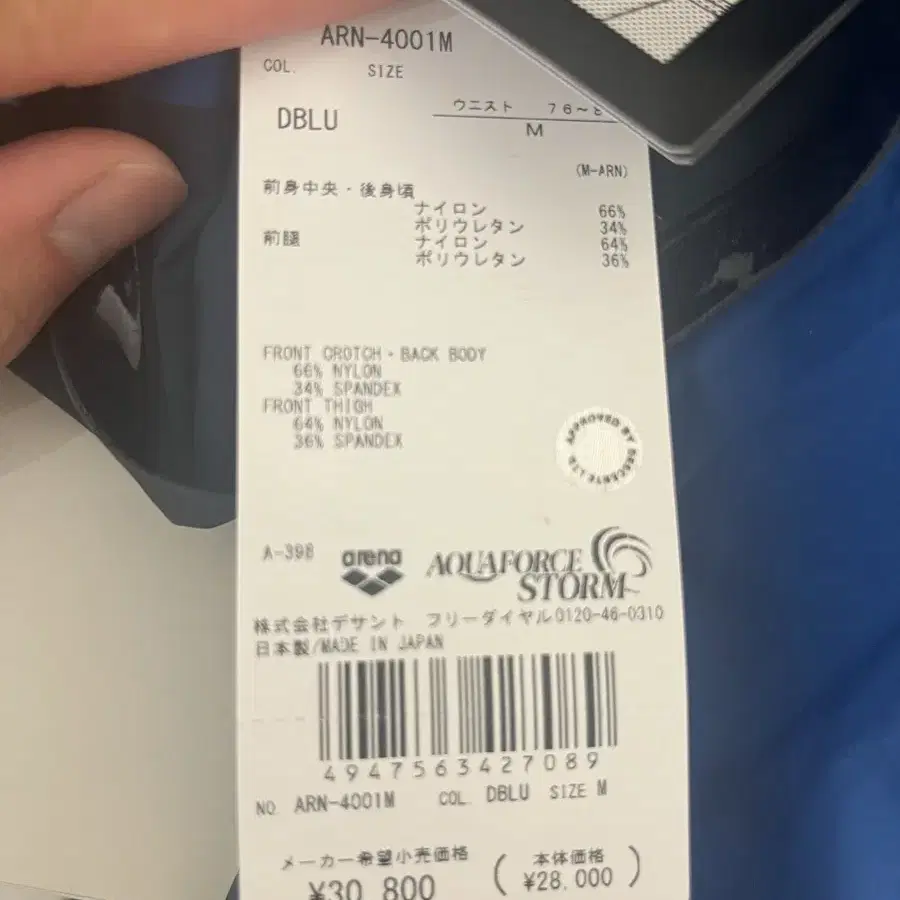 ARN-4001M
COL. SIZE
DBLU ウエスト 76〜
M
(M-ARN)
前身中央・後身頃
ナイロン 66%
ポリウレタン 34%
前腿 ナイロン 64%
ポリウレタン 36%
FRONT CROTCH・BACK BODY
66% NYLON
34% SPANDEX
FRONT THIGH
64% NYLON
36% SPANDEX
APPROVED BY DESCENTE LTD.
A-398 arena AQUAFORCE STORM
株式会社デサント フリーダイヤル0120-46-0310
日本製/MADE IN JAPAN
4947563427089
NO. ARN-4001M COL. DBLU SIZE M
メーカー希望小売価格 (本体価格
¥30,800 ¥28,000)